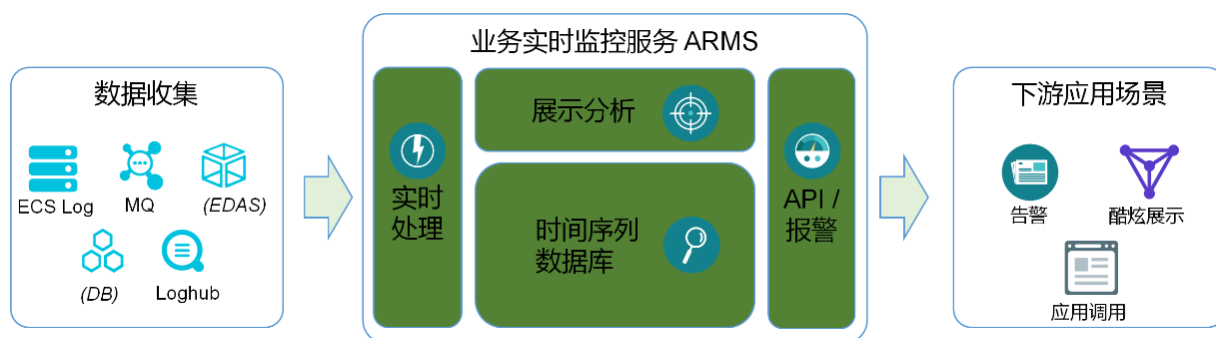 数据收集
ECS Log
MQ
(EDAS)
(DB)
Loghub
业务实时监控服务 ARMS
实时
处理
展示分析
时间序列
数据库
API /
报警
下游应用场景
告警
酷炫展示
应用调用